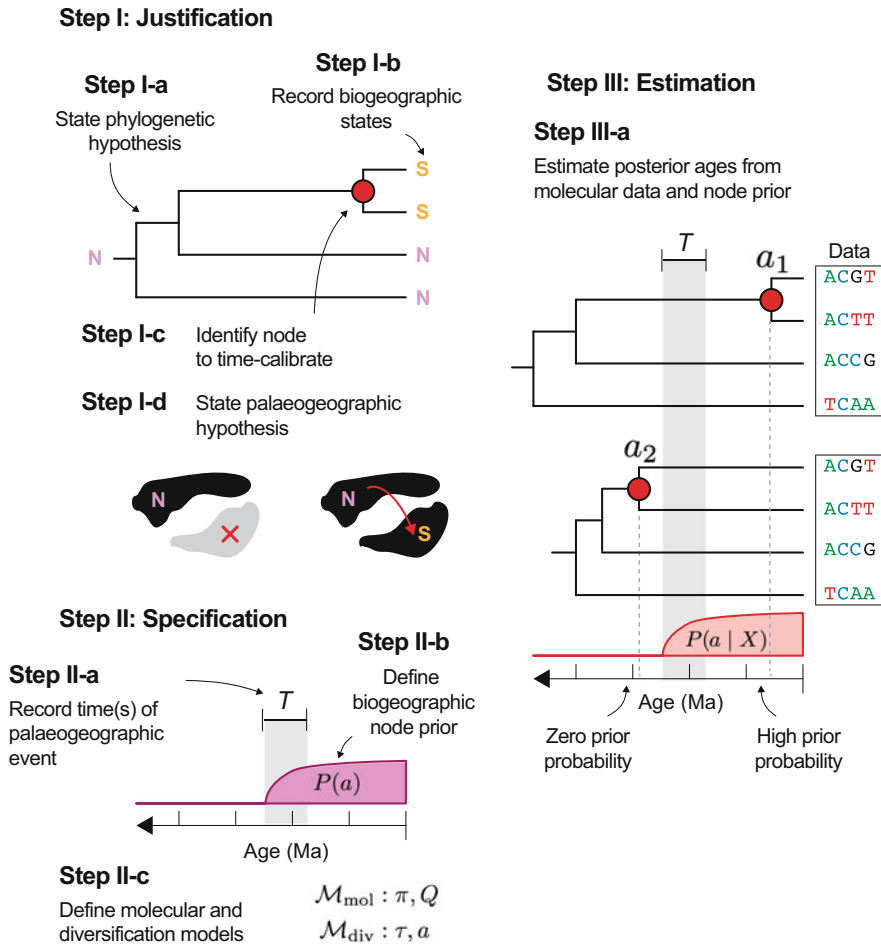 Step I: Justification
Step I-a
State phylogenetic
hypothesis
Step I-b
Record biogeographic
states
S
S
N
N
N
Step I-c
Identify node
to time-calibrate
Step I-d
State palaeogeographic
hypothesis
N
N
S
Step II: Specification
Step II-a
Record time(s) of
palaeogeographic
event
T
Step II-b
Define
biogeographic
node prior
P(a)
Age (Ma)
Step II-c
Define molecular and
diversification models
ℳmol : π, Q
ℳdiv : τ, a
Step III: Estimation
Step III-a
Estimate posterior ages from
molecular data and node prior
T
a1
Data
ACGT
ACTT
ACCG
TCAA
a2
ACGT
ACTT
ACCG
TCAA
P(a | X)
Age (Ma)
Zero prior
probability
High prior
probability